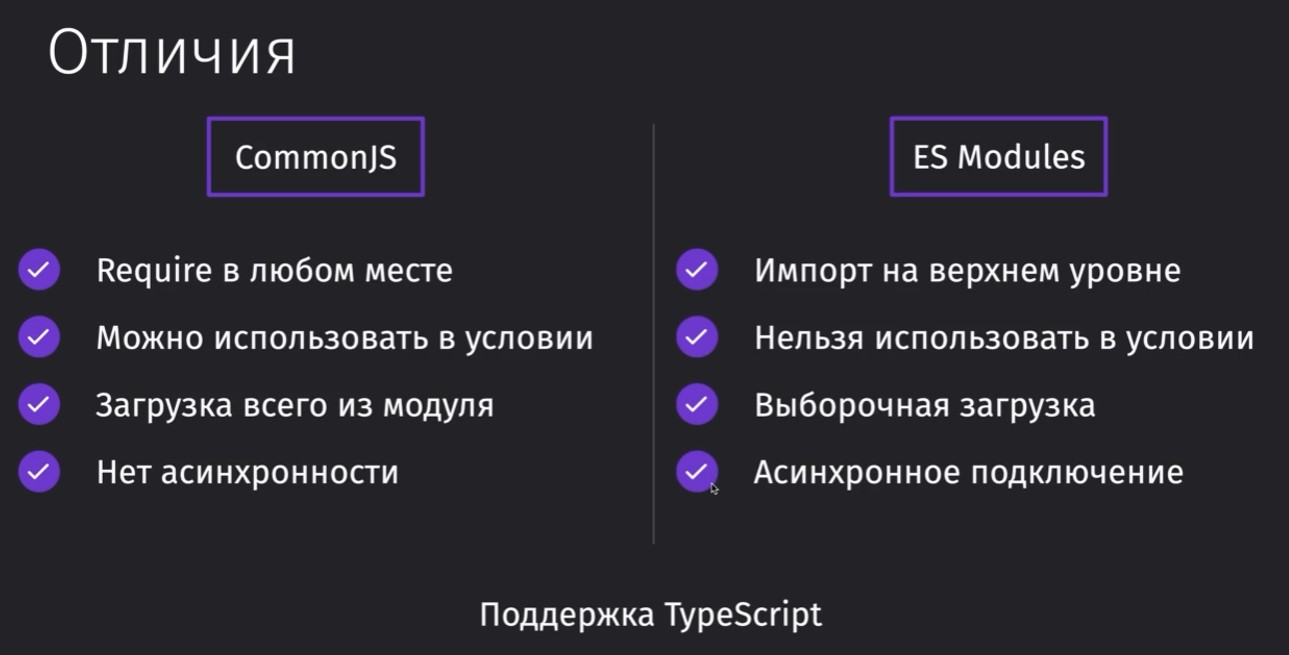 Отличия
CommonJS
Require в любом месте
Можно использовать в условии
Загрузка всего из модуля
Нет асинхронности
ES Modules
Импорт на верхнем уровне
Нельзя использовать в условии
Выборочная загрузка
Асинхронное подключение
Поддержка TypeScript